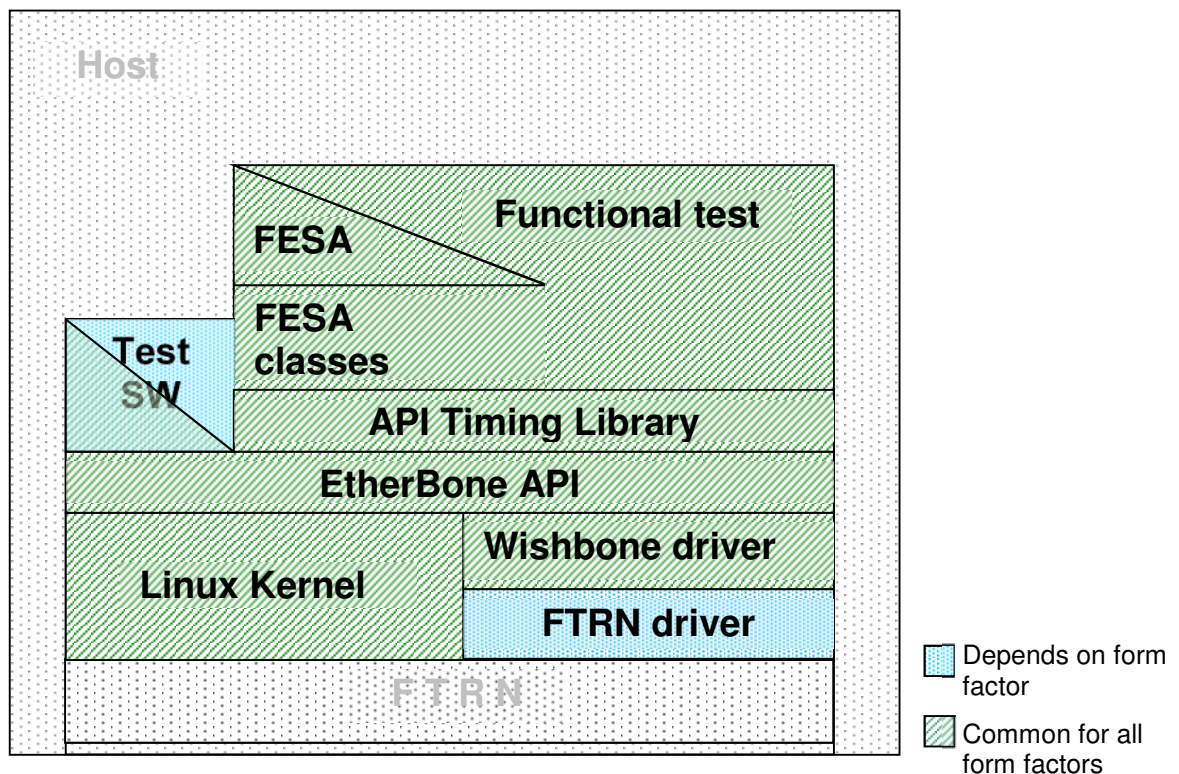 Host
Functional test
FESA
FESA
classes
Test
SW
API Timing Library
EtherBone API
Wishbone driver
Linux Kernel
FTRN driver
F T R N
Depends on form
factor
Common for all
form factors